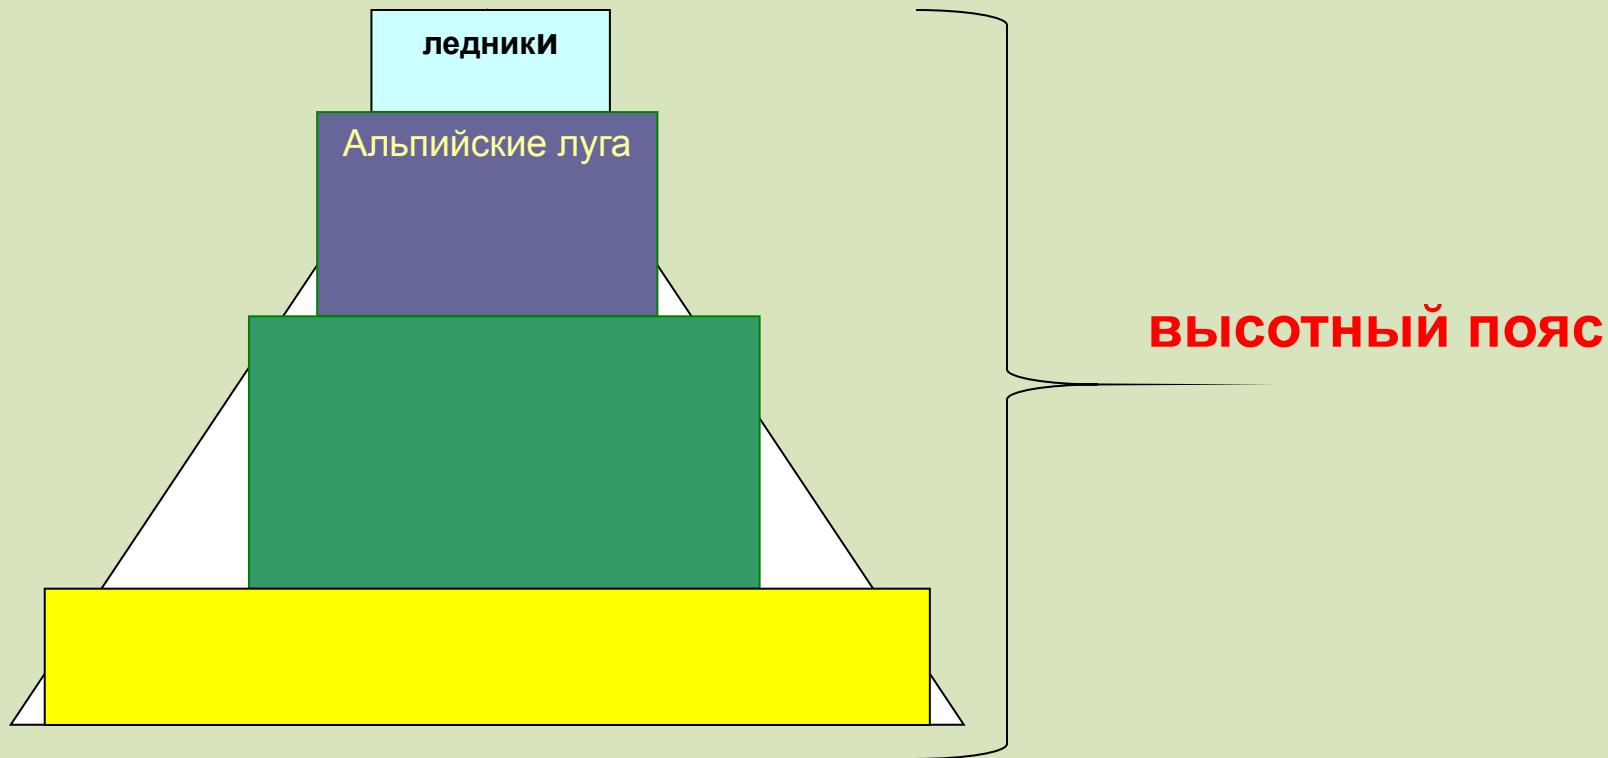 ледники
Альпийские луга
высотный пояс